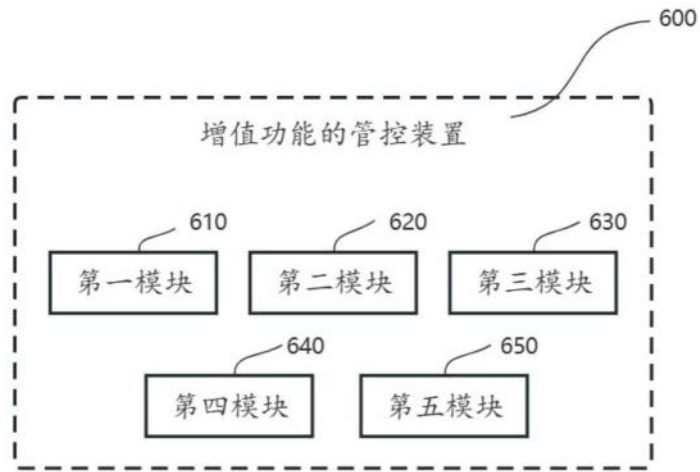 600
增值功能的管控装置
610
620
630
第一模块
第二模块
第三模块
640
650
第四模块
第五模块